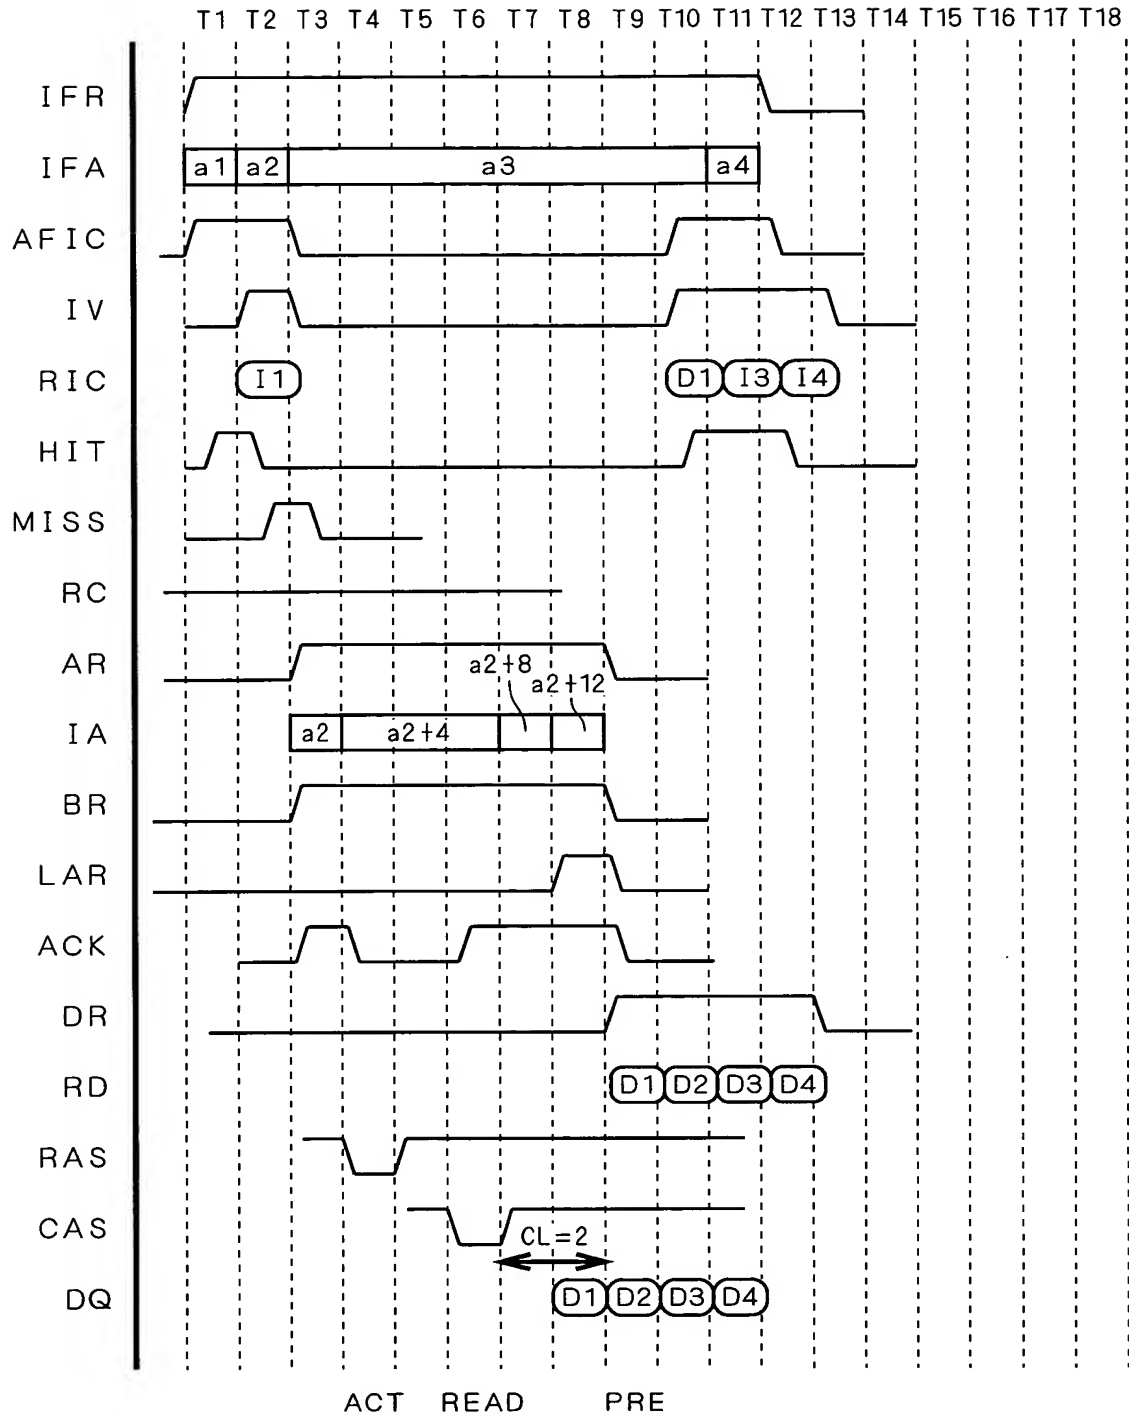 T1 T2 T3 T4 T5 T6 T7 T8 T9 T10 T11 T12 T13 T14 T15 T16 T17 T18
IFR
IFA a1 a2 a3 a4
AFIC
IV
RIC I1 D1 I3 I4
HIT
MISS
RC
AR
a2+8
a2+12
IA a2 a2+4
BR
LAR
ACK
DR
RD D1 D2 D3 D4
RAS
CAS
CL=2
DQ D1 D2 D3 D4
ACT READ PRE